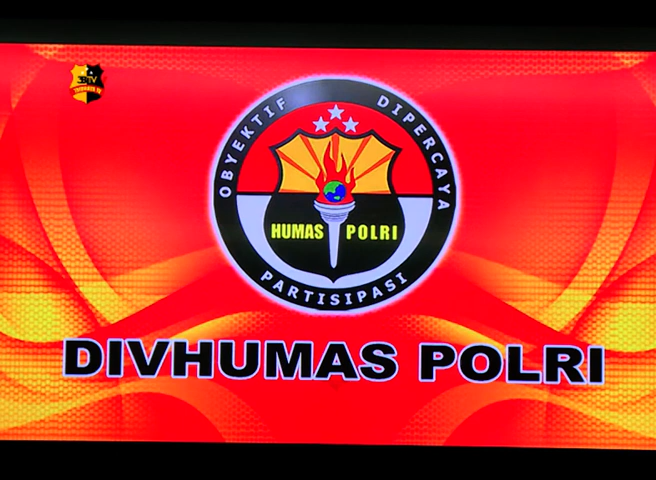 OBYEKTIF DIPERCAYA
HUMAS POLRI
PARTISIPASI
DIVHUMAS POLRI